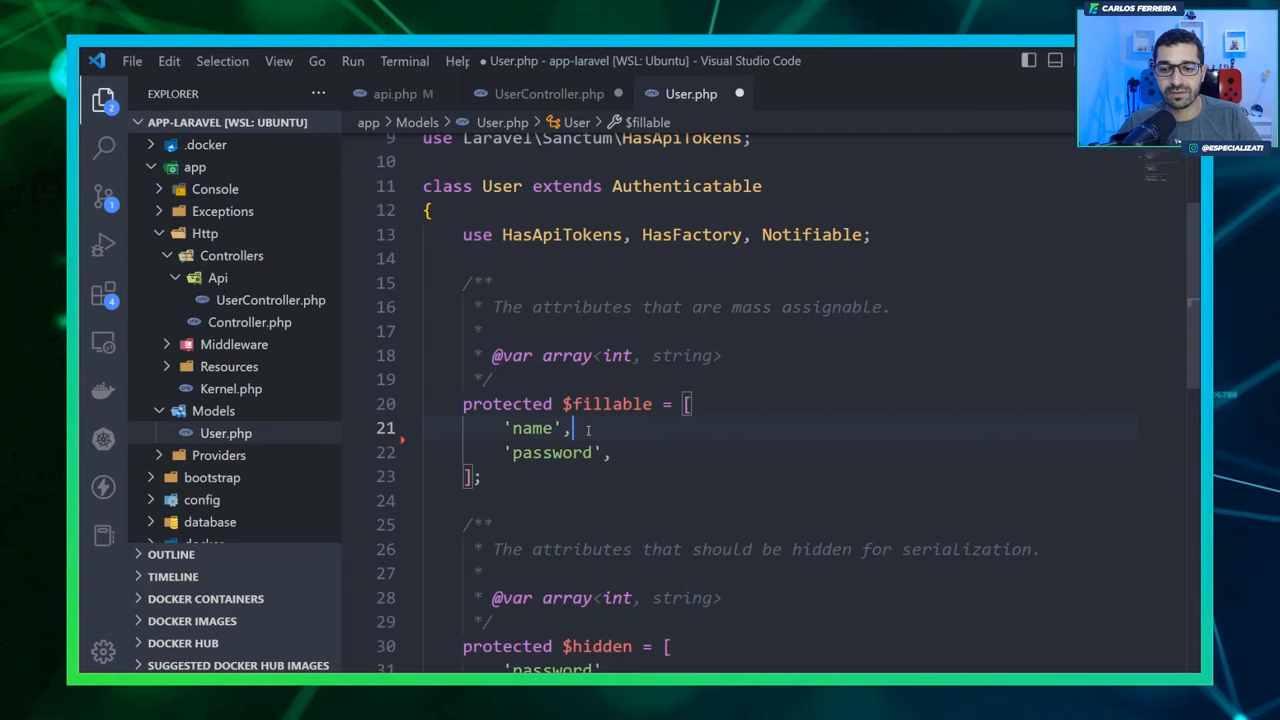 CARLOS FERREIRA
@ESPECIALIZATI
File Edit Selection View Go Run Terminal Help
● User.php - app-laravel [WSL: Ubuntu] - Visual Studio Code
EXPLORER ...
api.php M
UserController.php
User.php
app > Models > User.php > User > $fillable
APP-LARAVEL [WSL: UBUNTU]
.docker
app
Console
Exceptions
Http
Controllers
Api
UserController.php
Controller.php
Middleware
Resources
Kernel.php
Models
User.php
Providers
bootstrap
config
database
docker
OUTLINE
TIMELINE
DOCKER CONTAINERS
DOCKER IMAGES
DOCKER HUB
SUGGESTED DOCKER HUB IMAGES
2
1
4
9 use Laravel\Sanctum\HasApiTokens;
10
11 class User extends Authenticatable
12 {
13 use HasApiTokens, HasFactory, Notifiable;
14
15 /**
16 * The attributes that are mass assignable.
17 *
18 * @var array<int, string>
19 */
20 protected $fillable = [
21 'name',
22 'password',
23 ];
24
25 /**
26 * The attributes that should be hidden for serialization.
27 *
28 * @var array<int, string>
29 */
30 protected $hidden = [
31 'password'